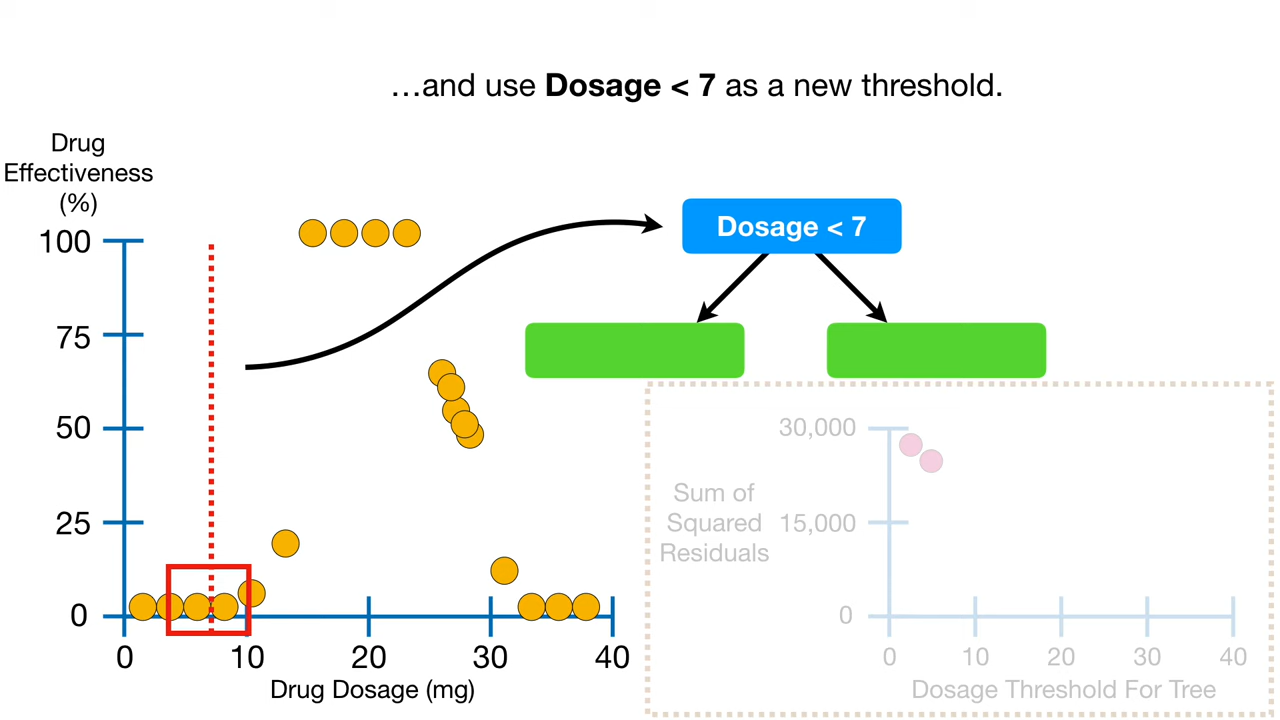 …and use Dosage < 7 as a new threshold.
Drug
Effectiveness
(%)
100
75
50
25
0
0
10
20
30
40
Drug Dosage (mg)
Dosage < 7
30,000
15,000
0
Sum of
Squared
Residuals
0
10
20
30
40
Dosage Threshold For Tree